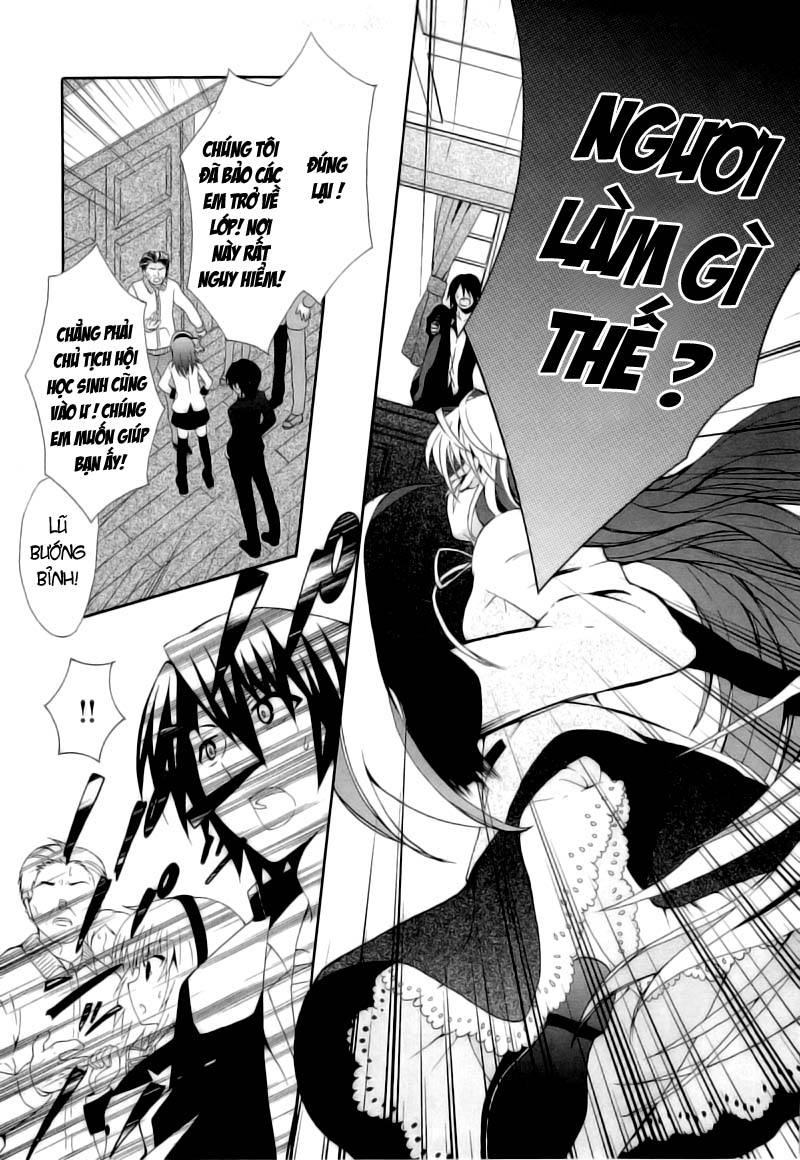 NGƯƠI
LÀM GÌ
THẾ ?
ĐỨNG
LẠI !
CHÚNG TÔI
ĐÃ BẢO CÁC
EM TRỞ VỀ
LỚP! NƠI
NÀY RẤT
NGUY HIỂM!
CHẲNG PHẢI
CHỦ TỊCH HỘI
HỌC SINH CŨNG
VÀO Ư ! CHÚNG
EM MUỐN GIÚP
BẠN ẤY!
LŨ
BƯỚNG
BỈNH!
!!